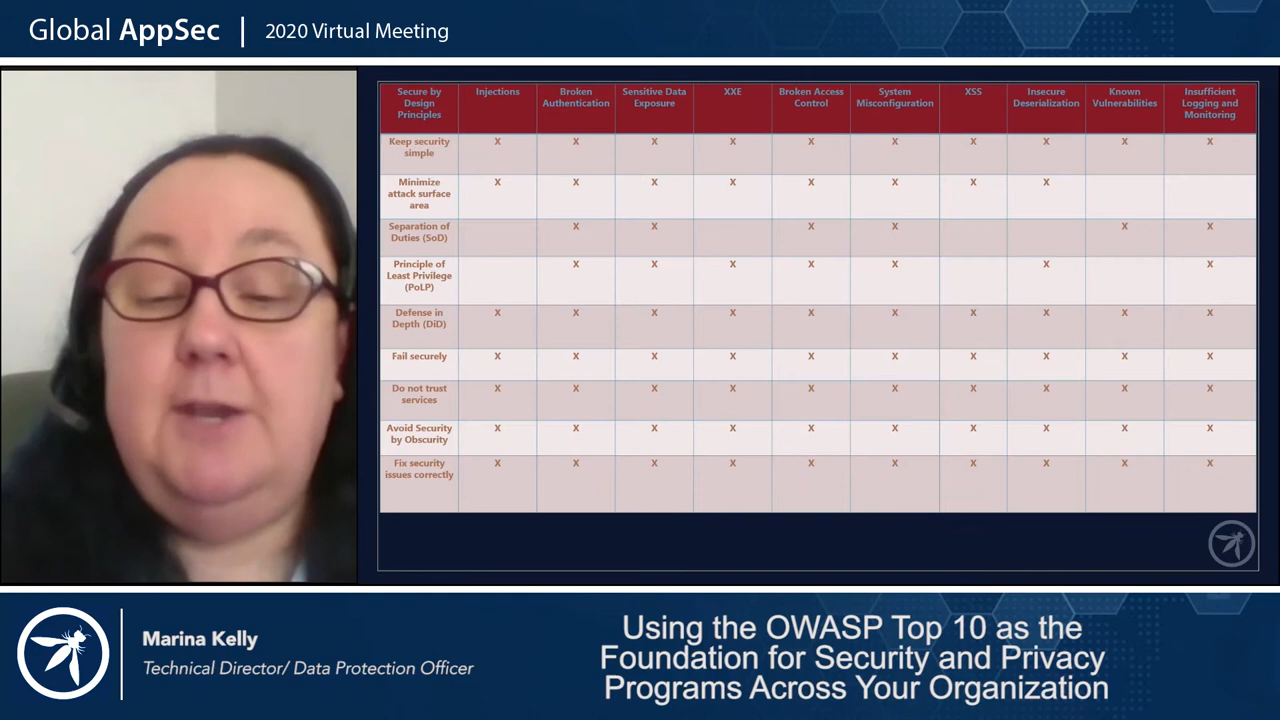 Global AppSec | 2020 Virtual Meeting
Secure by Design Principles Injections Broken Authentication Sensitive Data Exposure XXE Broken Access Control System Misconfiguration XSS Insecure Deserialization Known Vulnerabilities Insufficient Logging and Monitoring
Keep security simple X X X X X X X X X X
Minimize attack surface area X X X X X X X X
Separation of Duties (SoD) X X X X X X
Principle of Least Privilege (PoLP) X X X X X X X
Defense in Depth (DiD) X X X X X X X X X X
Fail securely X X X X X X X X X X
Do not trust services X X X X X X X X X X
Avoid Security by Obscurity X X X X X X X X X X
Fix security issues correctly X X X X X X X X X X
Marina Kelly
Technical Director/ Data Protection Officer
Using the OWASP Top 10 as the
Foundation for Security and Privacy
Programs Across Your Organization